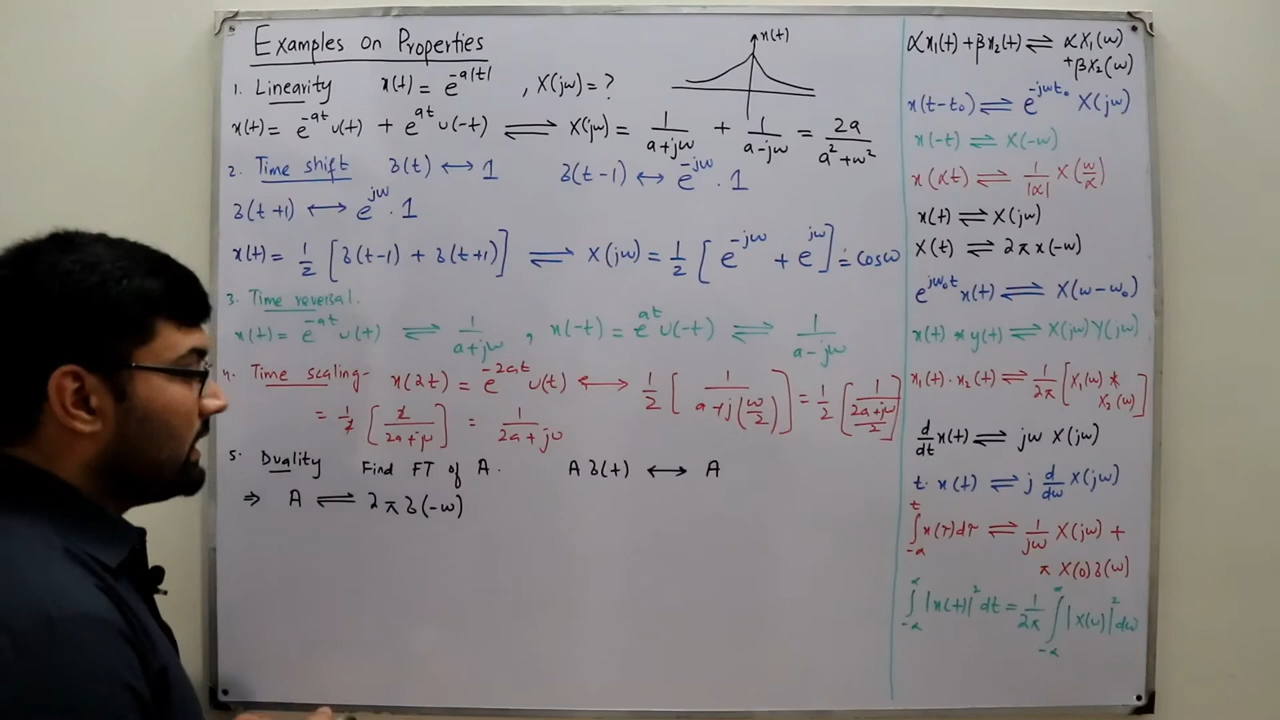 Examples on Properties
x(t)
1. Linearity x(t) = e^{-a|t|} , X(jω) = ?
x(t) = e^{-at} u(t) + e^{at} u(-t) ⇌ X(jω) = 1/(a+jω) + 1/(a-jω) = 2a/(a²+ω²)
2. Time shift δ(t) ↔ 1 δ(t-1) ↔ e^{-jω} . 1
δ(t+1) ↔ e^{jω} . 1
x(t) = 1/2 [δ(t-1) + δ(t+1)] ⇌ X(jω) = 1/2 [e^{-jω} + e^{jω}] = cosω
3. Time reversal.
x(t) = e^{-at} u(t) ⇌ 1/(a+jω) , x(-t) = e^{at} u(-t) ⇌ 1/(a-jω)
4. Time scaling- x(2t) = e^{-2at} u(t) ↔ 1/2 [1/(a+j(ω/2))] = 1/2 [1/((2a+jω)/2)]
= 1/2 [2/(2a+jω)] = 1/(2a+jω)
5. Duality Find FT of A. A δ(t) ↔ A
⇒ A ⇌ 2π δ(-ω)
αx₁(t) + βx₂(t) ⇌ αX₁(ω)
+βX₂(ω)
x(t-t₀) ⇌ e^{-jωt₀} X(jω)
x(-t) ⇌ X(-ω)
x(αt) ⇌ 1/|α| X(ω/α)
x(t) ⇌ X(jω)
X(t) ⇌ 2π x(-ω)
e^{jω₀t} x(t) ⇌ X(ω-ω₀)
x(t) * y(t) ⇌ X(jω)Y(jω)
x₁(t) . x₂(t) ⇌ 1/2π [X₁(ω) *
X₂(ω)]
d/dt x(t) ⇌ jω X(jω)
t. x(t) ⇌ j d/dω X(jω)
∫_{-∞}^{t} x(τ)dτ ⇌ 1/jω X(jω) +
π X(0)δ(ω)
∫_{-∞}^{∞} |x(t)|² dt = 1/2π ∫_{-∞}^{∞} |X(ω)|² dω